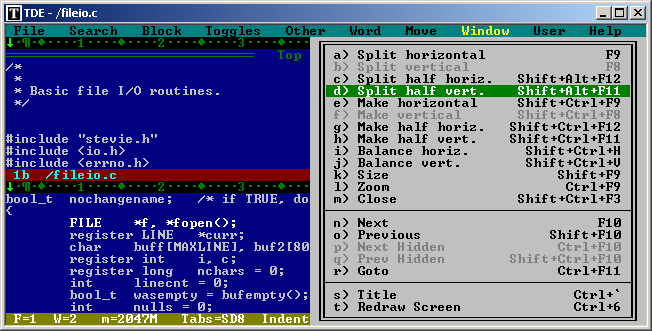 TDE - /fileio.c
File Search Block Toggles Other Word Move Window User Help
Top
/*
*
* Basic file I/O routines.
*/
#include "stevie.h"
#include <io.h>
#include <errno.h>
1b /fileio.c
bool_t nochangename; /* if TRUE, do
{
FILE *f, *fopen();
register LINE *curr;
char buff[MAXLINE], buf2[80
register int i, c;
register long nchars = 0;
int linecnt = 0;
bool_t wasempty = bufempty();
int nulls = 0;
F=1 W=2 m=2047M Tabs=SD8 Indent
a) Split horizontal F9
b) Split vertical F8
c) Split half horiz. Shift+Alt+F12
d) Split half vert. Shift+Alt+F11
e) Make horizontal Shift+Ctrl+F9
f) Make vertical Shift+Ctrl+F8
g) Make half horiz. Shift+Ctrl+F12
h) Make half vert. Shift+Ctrl+F11
i) Balance horiz. Shift+Ctrl+H
j) Balance vert. Shift+Ctrl+V
k) Size Shift+F9
l) Zoom Ctrl+F9
m) Close Shift+Ctrl+F3
n) Next F10
o) Previous Shift+F10
p) Next Hidden Ctrl+F10
q) Prev Hidden Shift+Ctrl+F10
r) Goto Ctrl+F11
s) Title Ctrl+`
t) Redraw Screen Ctrl+6